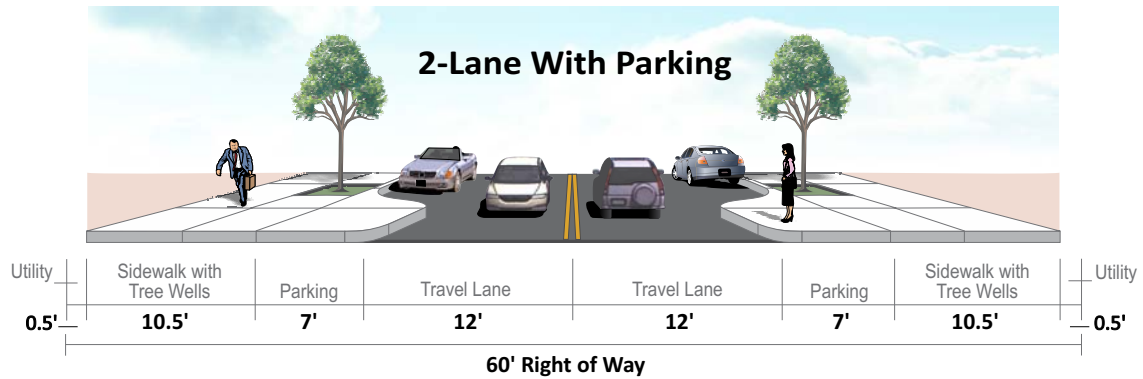 2-Lane With Parking
Utility
Sidewalk with
Tree Wells
Parking
Travel Lane
Travel Lane
Parking
Sidewalk with
Tree Wells
Utility
0.5'
10.5'
7'
12'
12'
7'
10.5'
0.5'
60' Right of Way